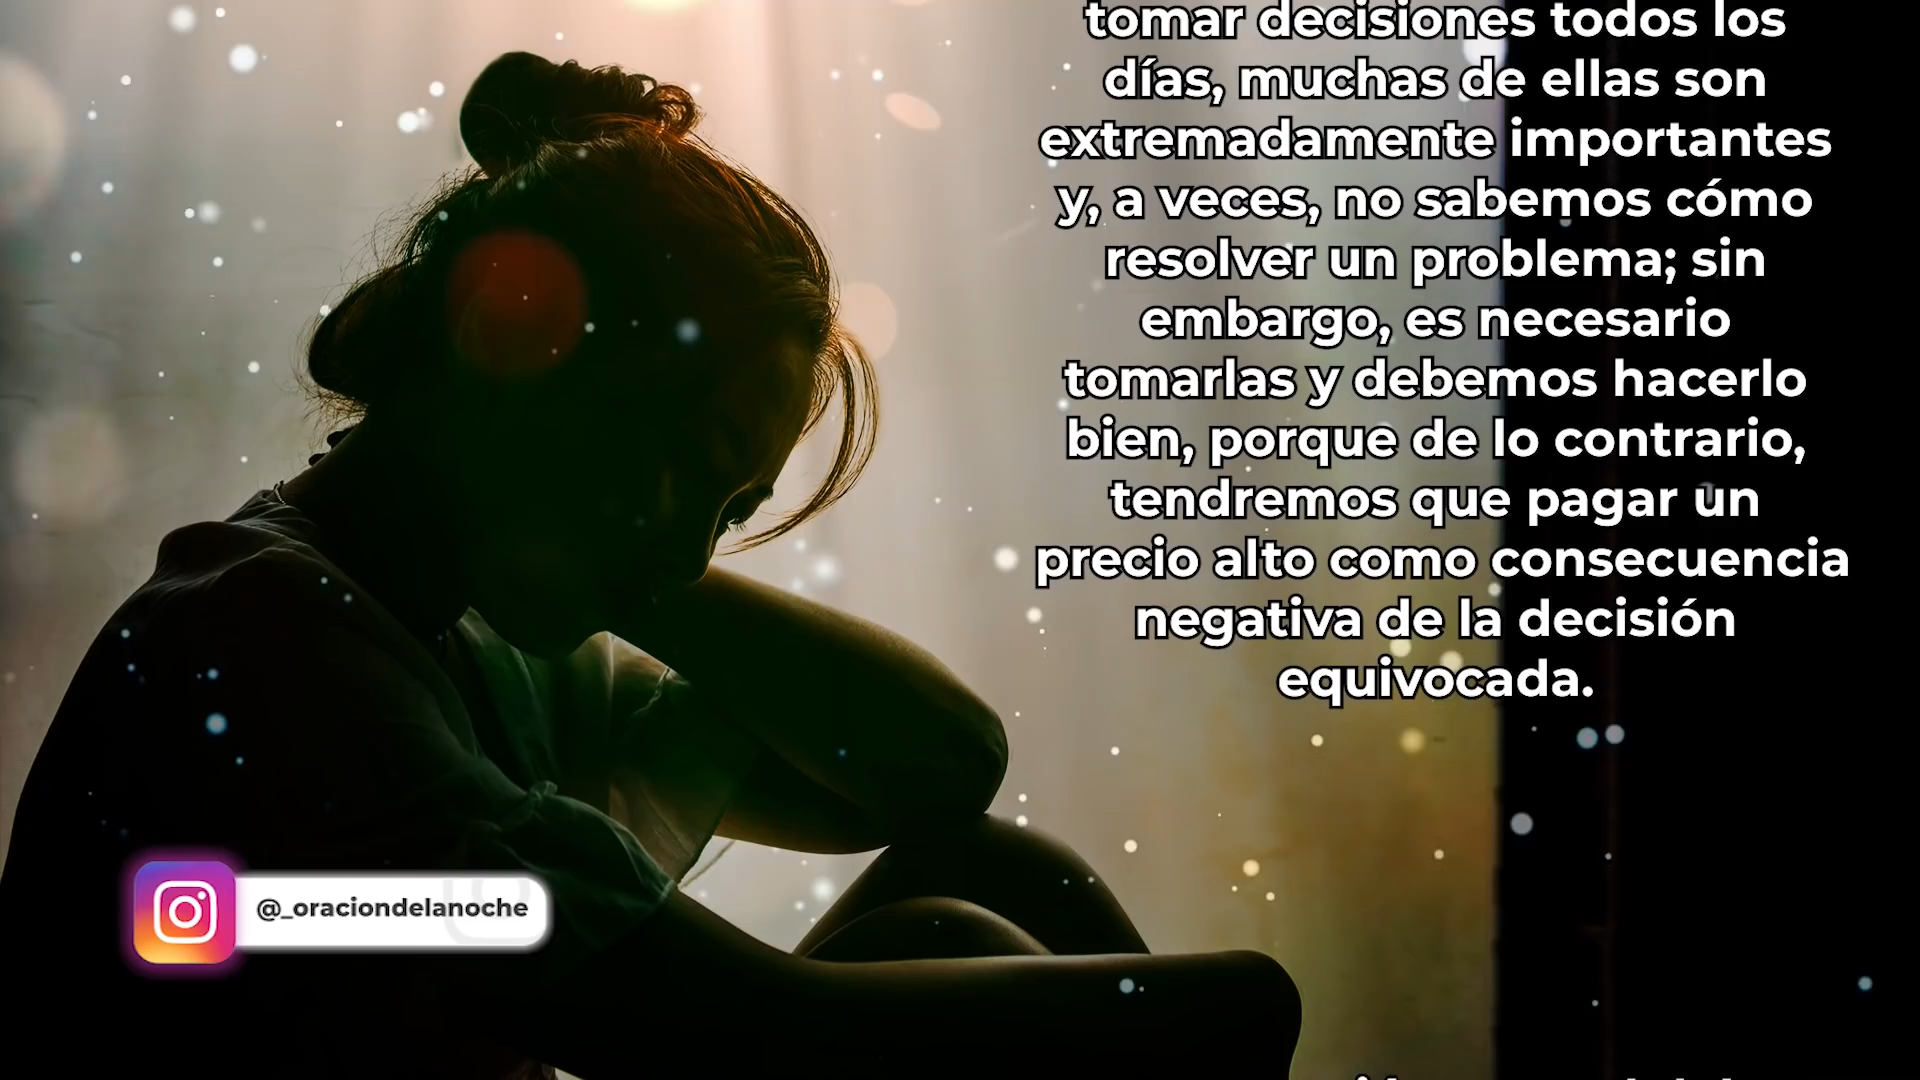 tomar decisiones todos los
días, muchas de ellas son
extremadamente importantes
y, a veces, no sabemos cómo
resolver un problema; sin
embargo, es necesario
tomarlas y debemos hacerlo
bien, porque de lo contrario,
tendremos que pagar un
precio alto como consecuencia
negativa de la decisión
equivocada.
@_oraciondelanoche